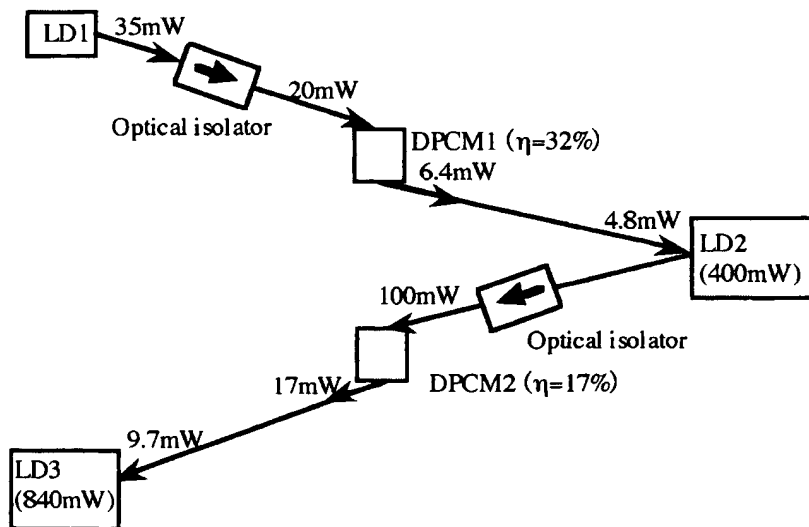 LD1
35mW
20mW
Optical isolator
DPCM1 (η=32%)
6.4mW
4.8mW
LD2
(400mW)
100mW
Optical isolator
DPCM2 (η=17%)
17mW
9.7mW
LD3
(840mW)